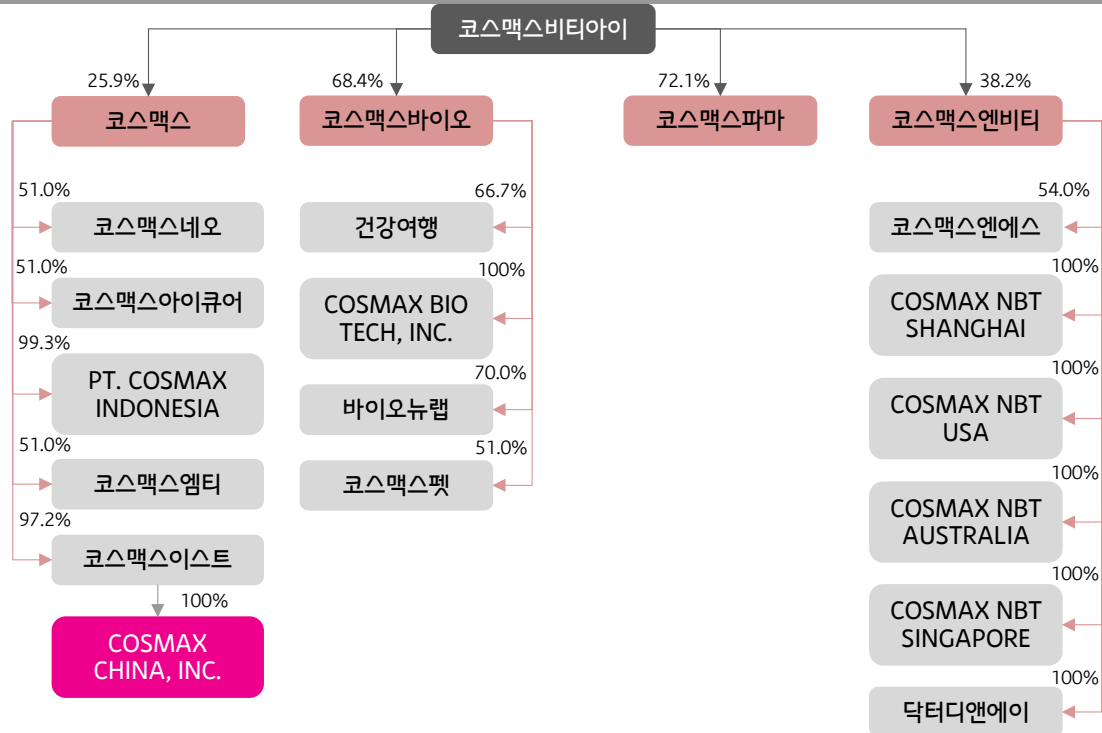 코스맥스비티아이
25.9%
68.4%
72.1%
38.2%
코스맥스
코스맥스바이오
코스맥스파마
코스맥스엔비티
51.0%
코스맥스네오
51.0%
코스맥스아이큐어
99.3%
PT. COSMAX
INDONESIA
51.0%
코스맥스엠티
97.2%
코스맥스이스트
100%
COSMAX
CHINA, INC.
66.7%
건강여행
100%
COSMAX BIO
TECH, INC.
70.0%
바이오뉴랩
51.0%
코스맥스펫
54.0%
코스맥스엔에스
100%
COSMAX NBT
SHANGHAI
100%
COSMAX NBT
USA
100%
COSMAX NBT
AUSTRALIA
100%
COSMAX NBT
SINGAPORE
100%
닥터디앤에이